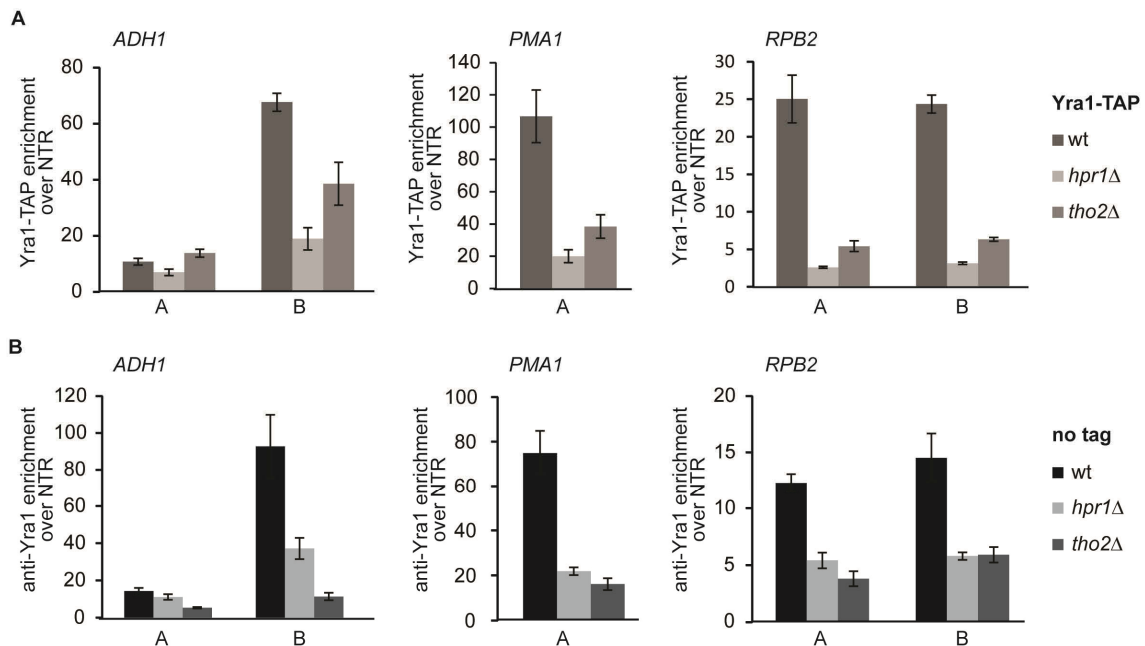 A
ADH1
PMA1
RPB2
Yra1-TAP enrichment
over NTR
80
60
40
20
0
A
B
Yra1-TAP enrichment
over NTR
140
120
100
80
60
40
20
0
A
Yra1-TAP enrichment
over NTR
30
25
20
15
10
5
0
A
B
Yra1-TAP
wt
hpr1Δ
tho2Δ
B
ADH1
PMA1
RPB2
anti-Yra1 enrichment
over NTR
120
100
80
60
40
20
0
A
B
anti-Yra1 enrichment
over NTR
100
80
60
40
20
0
A
anti-Yra1 enrichment
over NTR
20
15
10
5
0
A
B
no tag
wt
hpr1Δ
tho2Δ